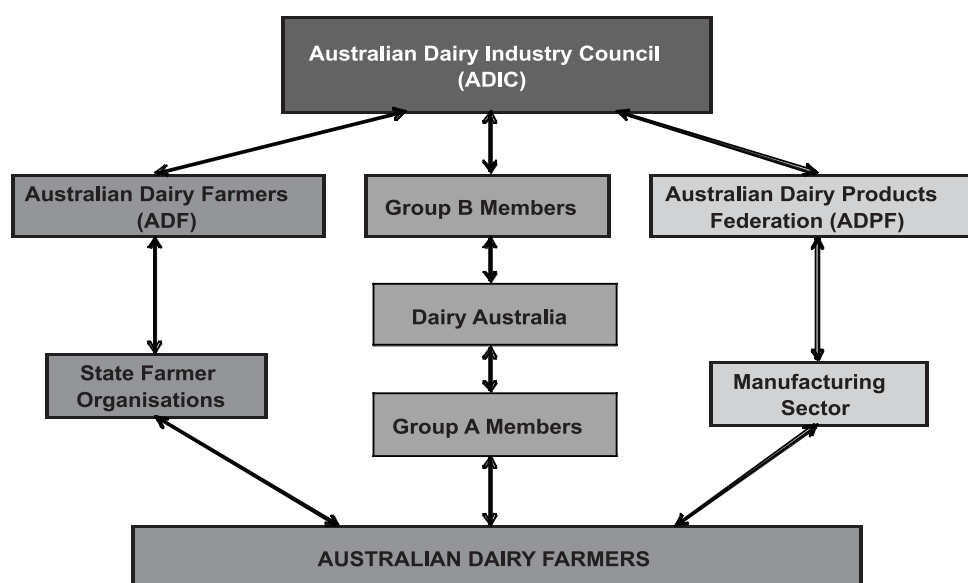 Australian Dairy Industry Council
(ADIC)
Australian Dairy Farmers
(ADF)
Group B Members
Australian Dairy Products
Federation (ADPF)
Dairy Australia
State Farmer
Organisations
Group A Members
Manufacturing
Sector
AUSTRALIAN DAIRY FARMERS